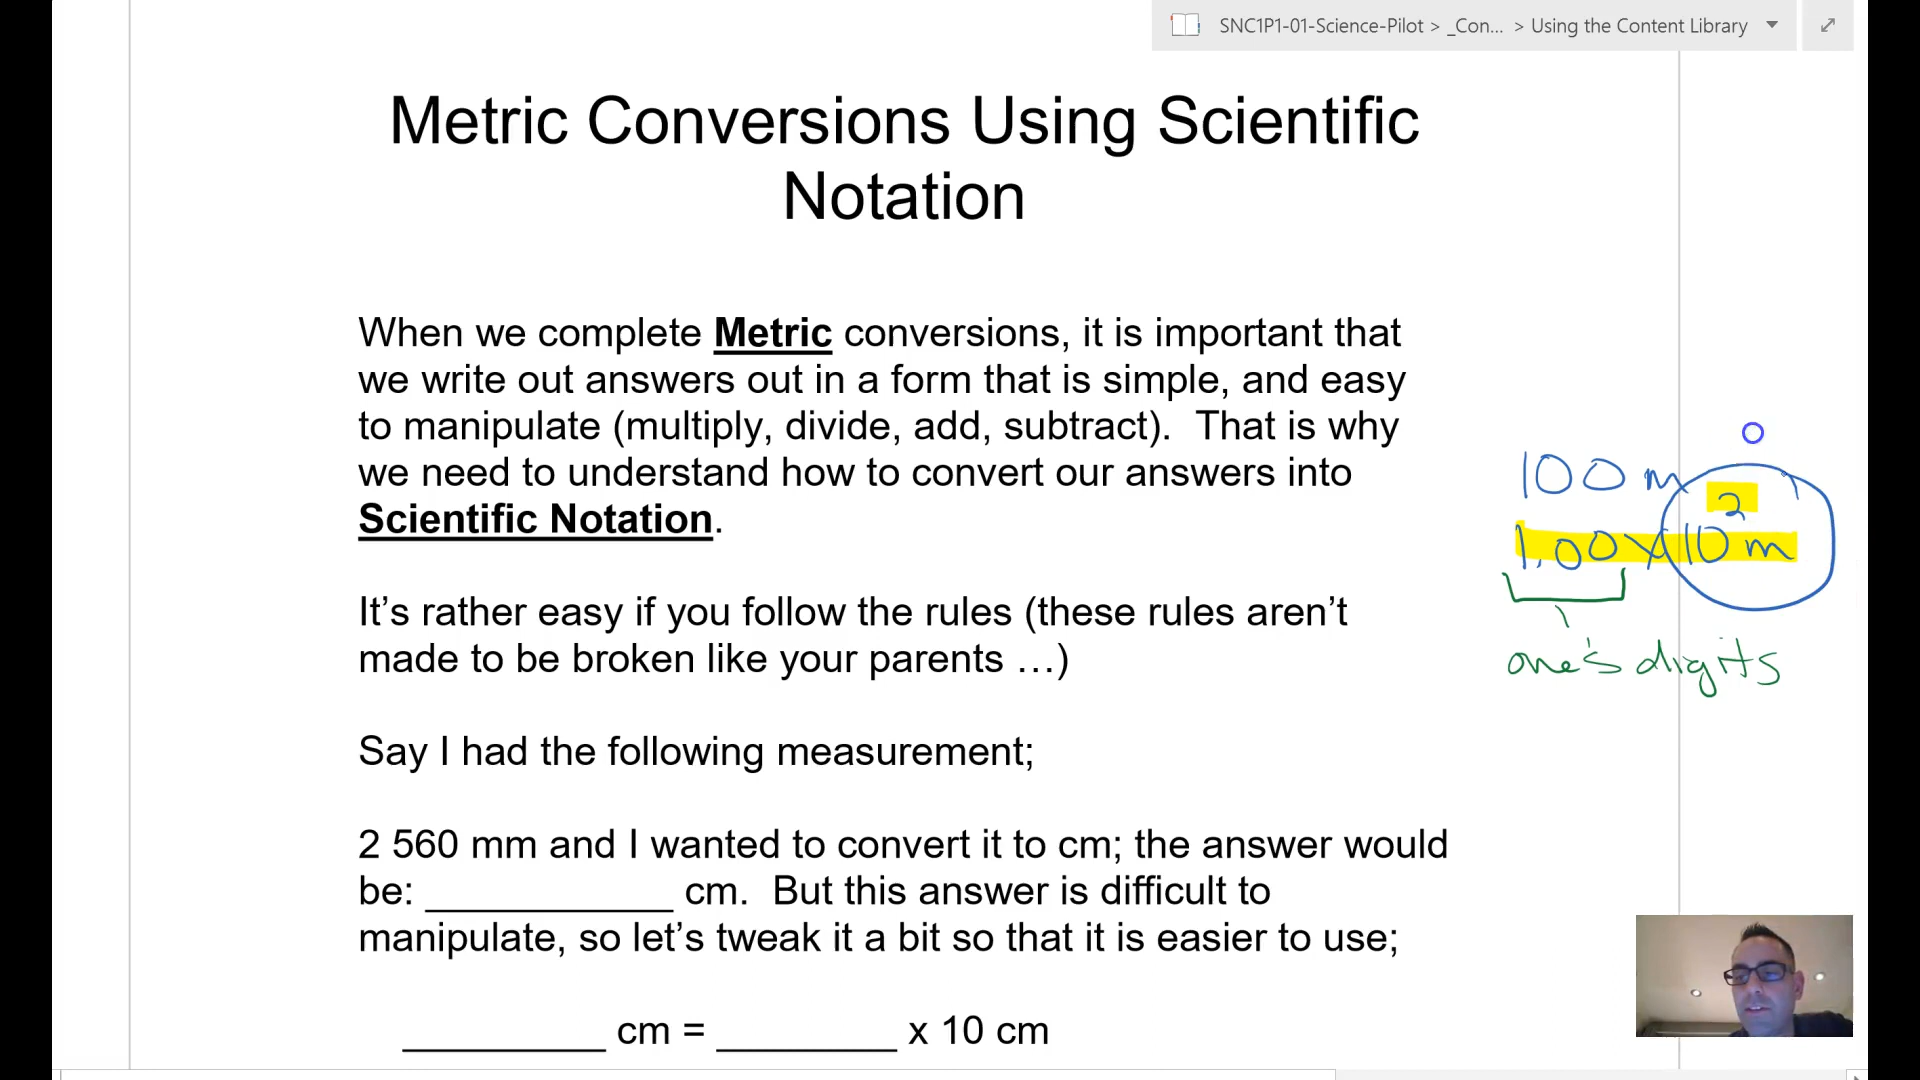 SNC1P1-01-Science-Pilot > _Con... > Using the Content Library
Metric Conversions Using Scientific
Notation
When we complete Metric conversions, it is important that
we write out answers out in a form that is simple, and easy
to manipulate (multiply, divide, add, subtract). That is why
we need to understand how to convert our answers into
Scientific Notation.
100 m
1.00 x 10² m
one's digits
It’s rather easy if you follow the rules (these rules aren’t
made to be broken like your parents …)
Say I had the following measurement;
2 560 mm and I wanted to convert it to cm; the answer would
be: ___________ cm. But this answer is difficult to
manipulate, so let’s tweak it a bit so that it is easier to use;
_________ cm = ________ x 10 cm